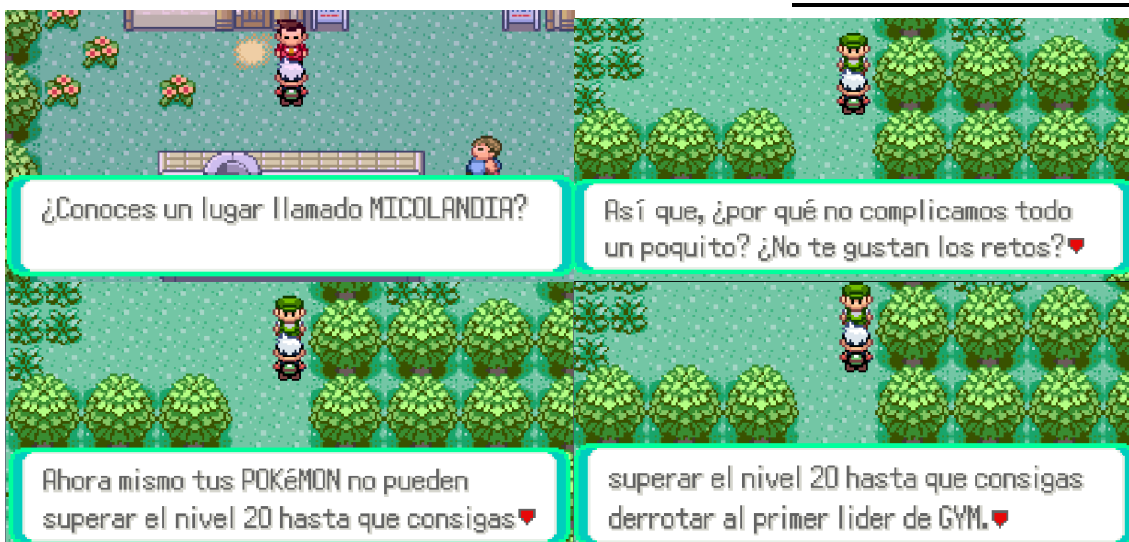 ¿Conoces un lugar llamado MICOLANDIA?
Así que, ¿por qué no complicamos todo
un poquito? ¿No te gustan los retos?
Ahora mismo tus POKéMON no pueden
superar el nivel 20 hasta que consigas
superar el nivel 20 hasta que consigas
derrotar al primer lider de GYM.